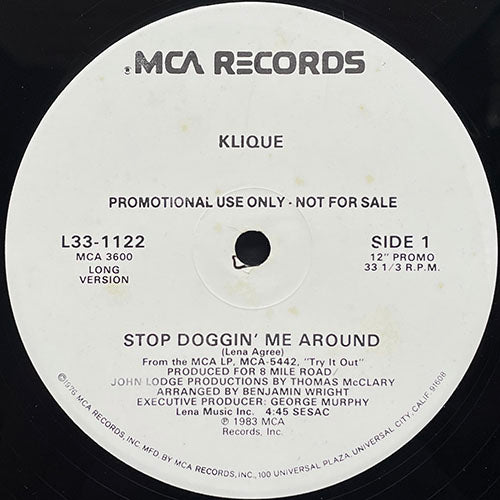 MCA RECORDS
KLIQUE
PROMOTIONAL USE ONLY - NOT FOR SALE
L33-1122
MCA 3600
LONG
VERSION
SIDE 1
12" PROMO
33 1/3 R.P.M.
STOP DOGGIN' ME AROUND
(Lena Agree)
From the MCA LP, MCA-5442, "Try It Out"
PRODUCED FOR 8 MILE ROAD/
JOHN LODGE PRODUCTIONS BY THOMAS McCLARY
ARRANGED BY BENJAMIN WRIGHT
EXECUTIVE PRODUCER: GEORGE MURPHY
Lena Music Inc. 4:45 SESAC
℗ 1983 MCA
Records, Inc.
©1976 MCA RECORDS, INC. MFG BY MCA RECORDS, INC., 100 UNIVERSAL PLAZA, UNIVERSAL CITY, CALIF. 91608